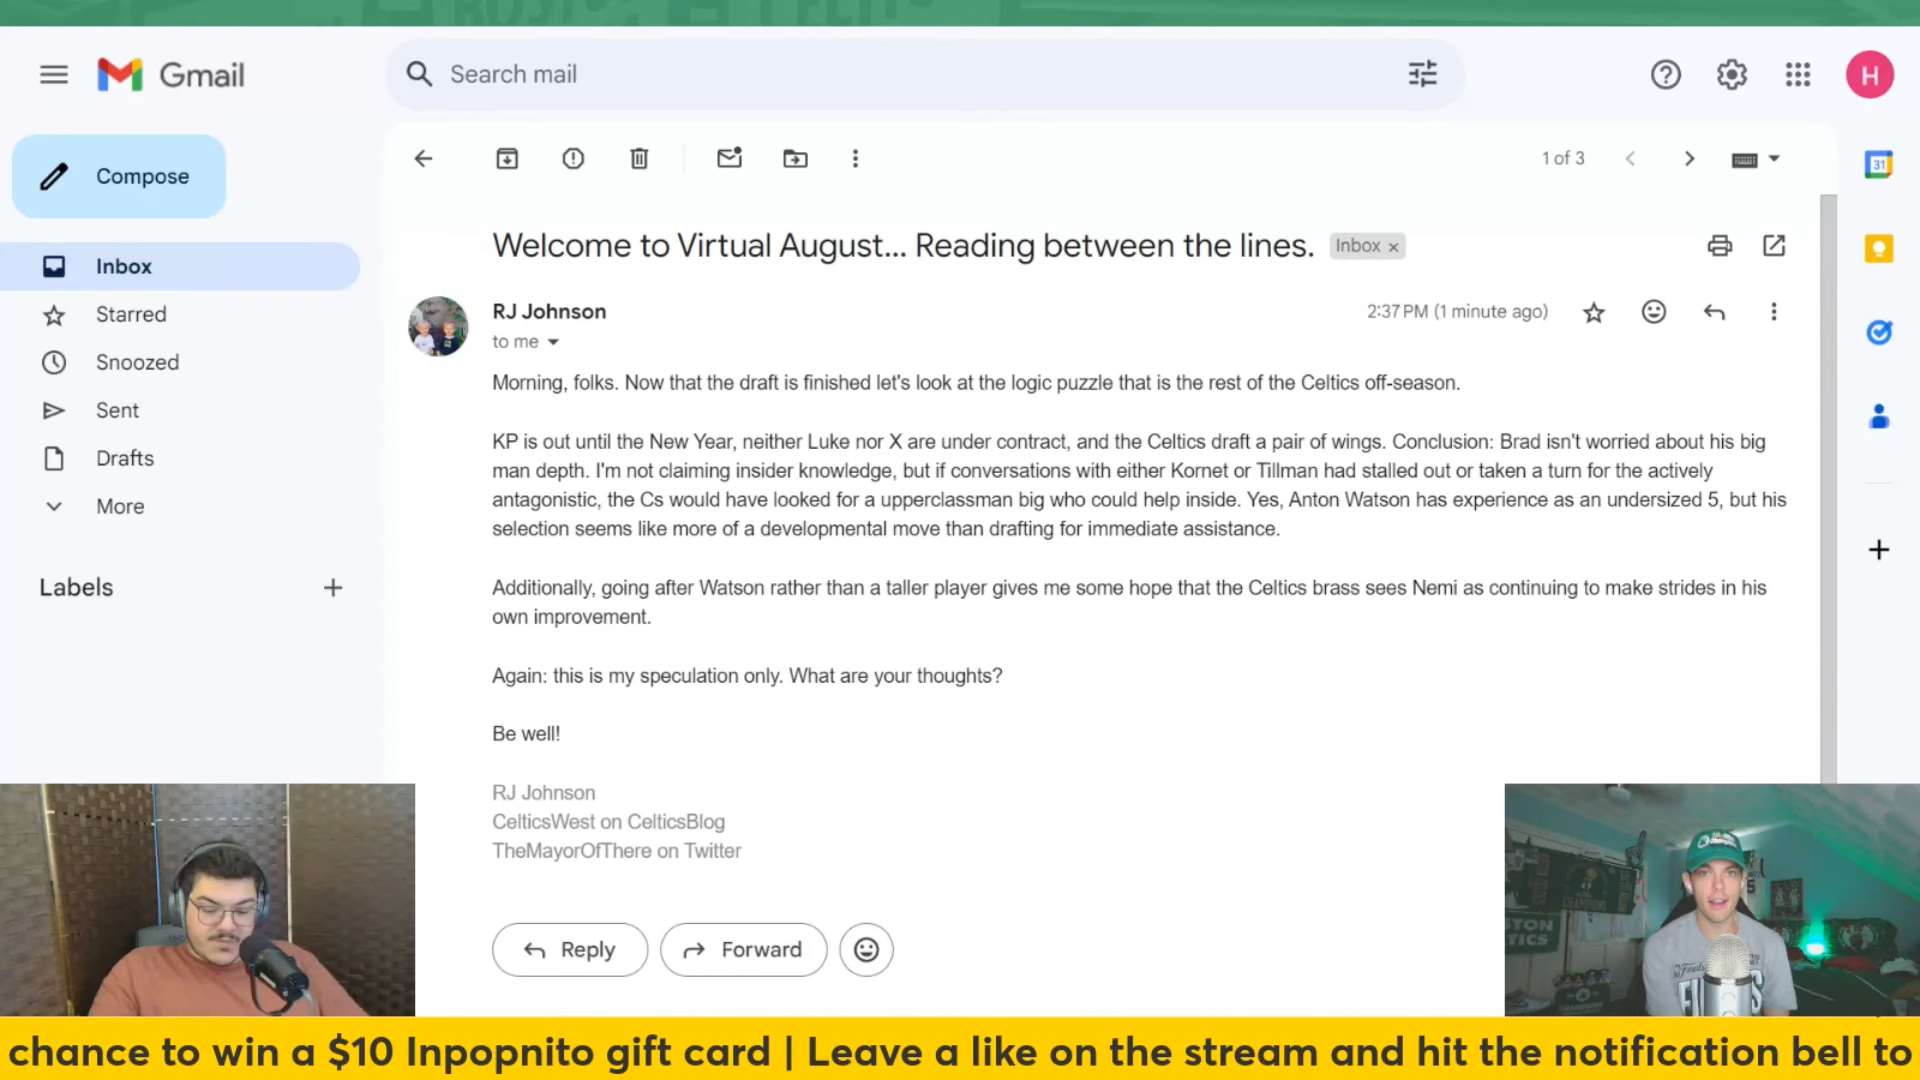 Gmail
Search mail
H
Compose
1 of 3
31
Welcome to Virtual August... Reading between the lines. Inbox x
Inbox
Starred
Snoozed
Sent
Drafts
More
Labels
RJ Johnson
2:37 PM (1 minute ago)
to me
Morning, folks. Now that the draft is finished let's look at the logic puzzle that is the rest of the Celtics off-season.
KP is out until the New Year, neither Luke nor X are under contract, and the Celtics draft a pair of wings. Conclusion: Brad isn't worried about his big
man depth. I'm not claiming insider knowledge, but if conversations with either Kornet or Tillman had stalled out or taken a turn for the actively
antagonistic, the Cs would have looked for a upperclassman big who could help inside. Yes, Anton Watson has experience as an undersized 5, but his
selection seems like more of a developmental move than drafting for immediate assistance.
Additionally, going after Watson rather than a taller player gives me some hope that the Celtics brass sees Nemi as continuing to make strides in his
own improvement.
Again: this is my speculation only. What are your thoughts?
Be well!
RJ Johnson
CelticsWest on CelticsBlog
TheMayorOfThere on Twitter
Reply
Forward
chance to win a $10 Inpopnito gift card | Leave a like on the stream and hit the notification bell to